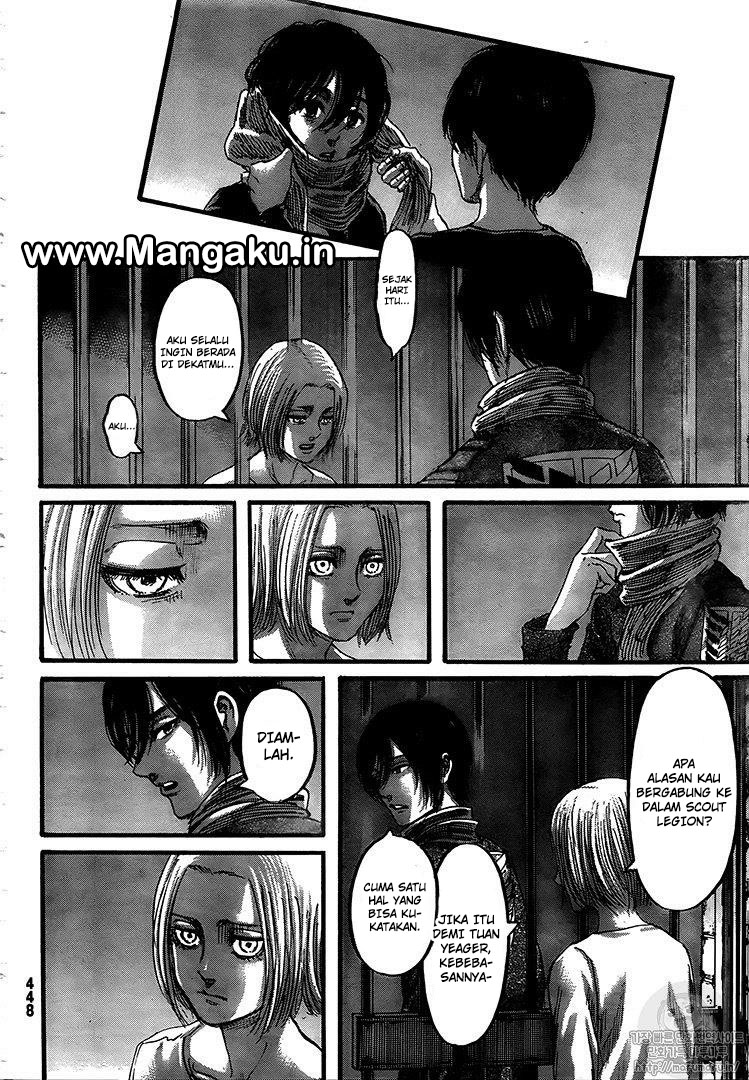 www.Mangaku.in
SEJAK
HARI
ITU...
AKU SELALU
INGIN BERADA
DI DEKATMU...
AKU...
APA
ALASAN KAU
BERGABUNG KE
DALAM SCOUT
LEGION?
JIKA ITU
DEMI TUAN
YEAGER,
KEBEBA-
SANNYA-
CUMA SATU
HAL YANG
BISA KU-
KATAKAN.
DIAM-
LAH.
448